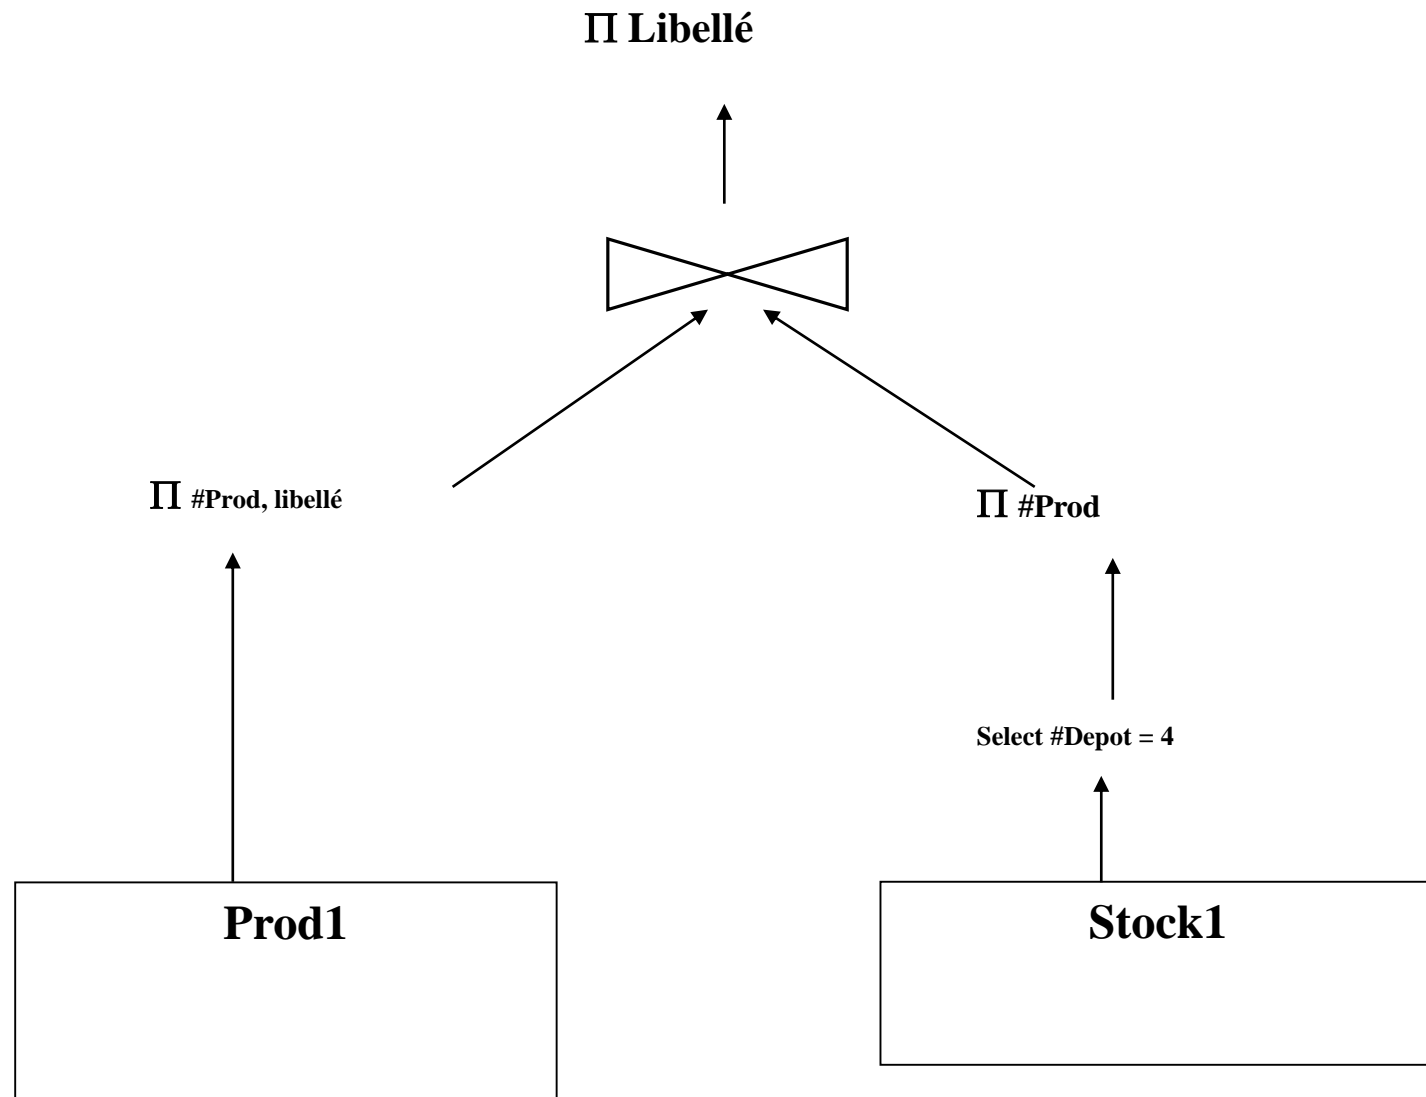 Π Libellé
Π #Prod, libellé
Π #Prod
Select #Depot = 4
Prod1
Stock1